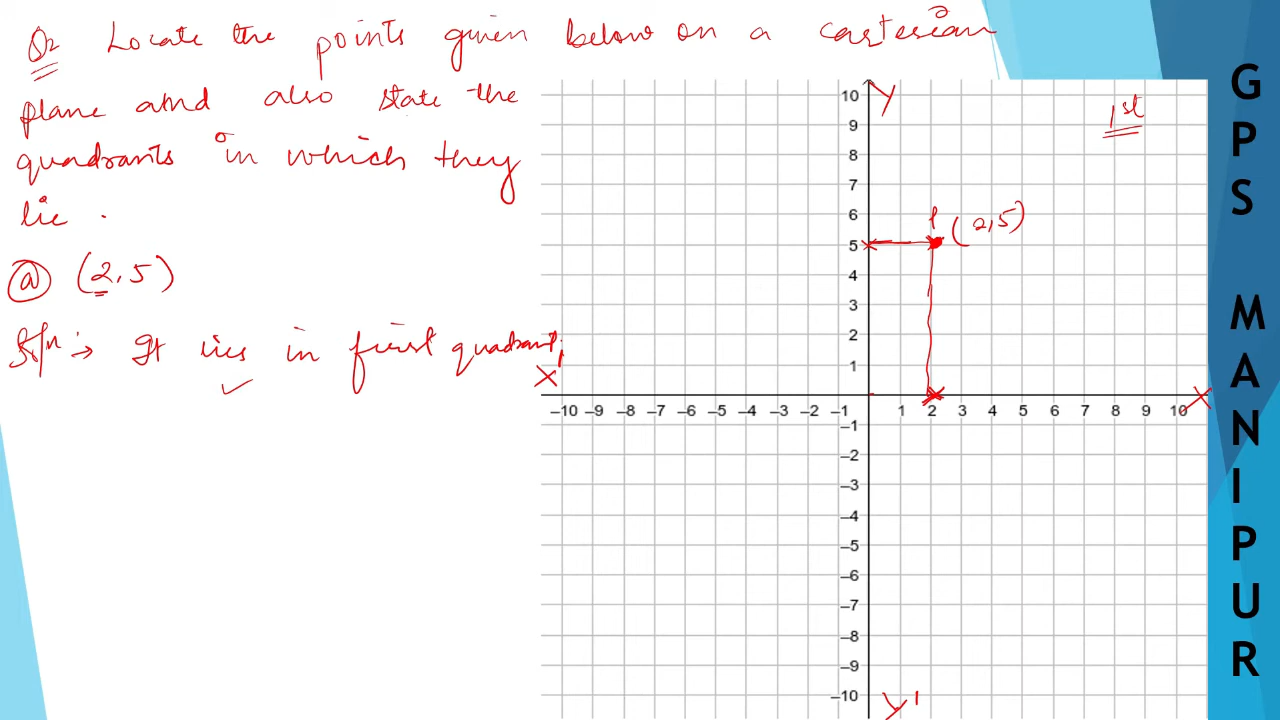 Q2 Locate the points given below on a cartesian
plane and also state the
quadrants in which they
lie.
ⓐ (2,5)
Soln :→ It lies in first quadrant,
1st
Y
10
9
8
7
6
5
4
3
2
1
P (2,5)
X'
X
–10 –9 –8 –7 –6 –5 –4 –3 –2 –1 1 2 3 4 5 6 7 8 9 10
–1
–2
–3
–4
–5
–6
–7
–8
–9
–10
Y'
GPS MANIPUR